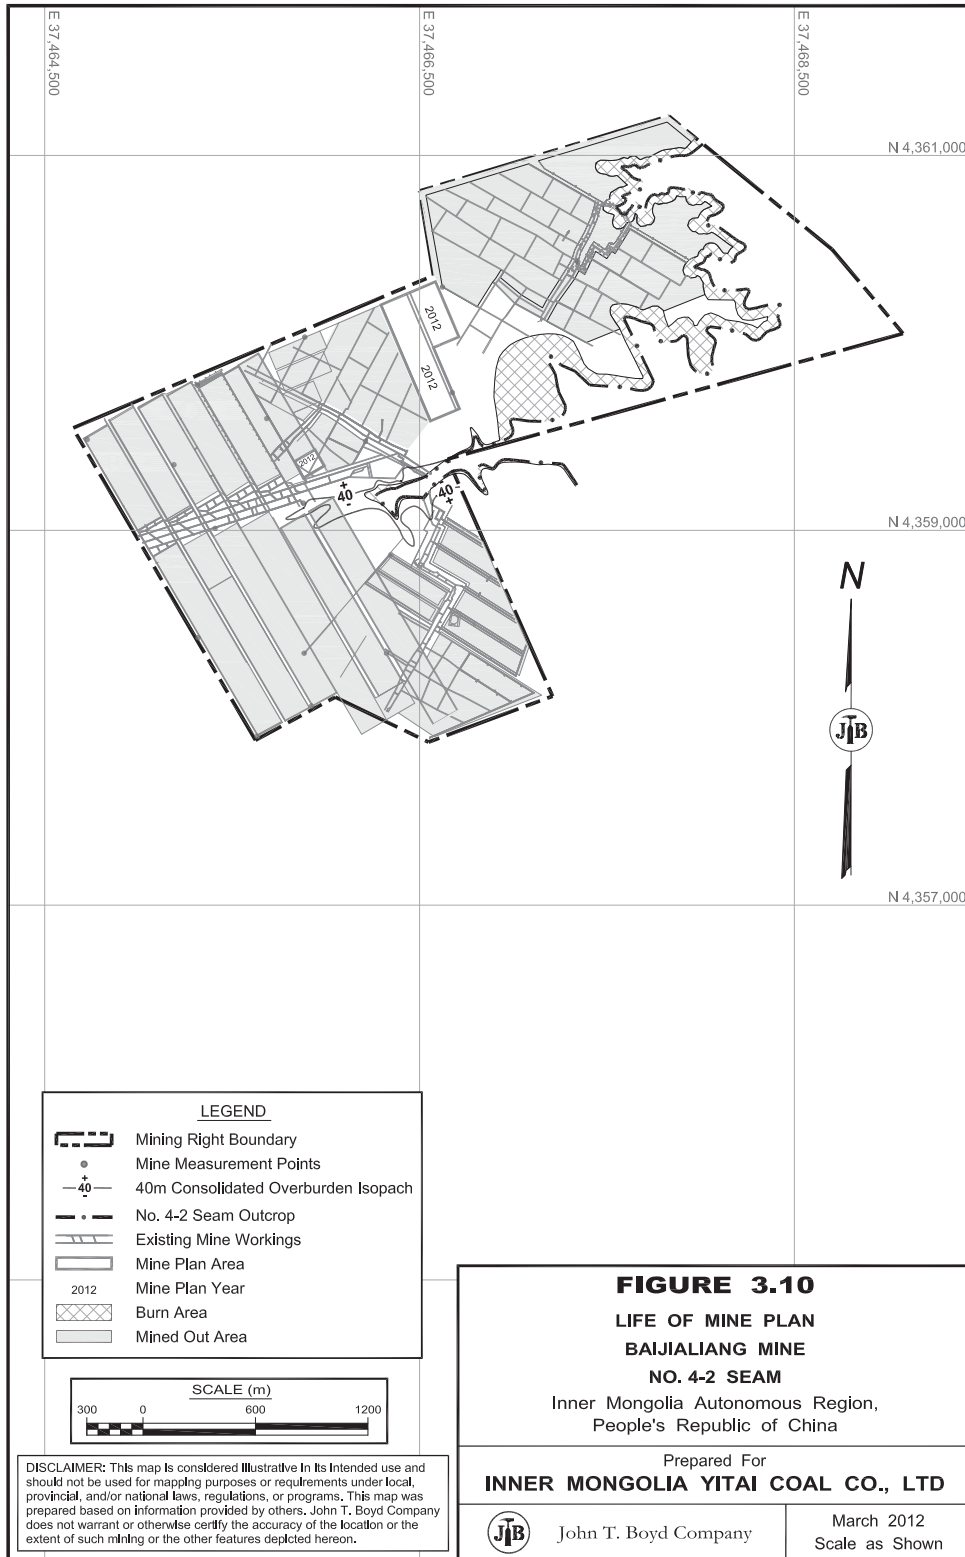 E 37,464,500
E 37,466,500
E 37,468,500
N 4,361,000
2012
2012
2012
+
40
-
40
-
+
N 4,359,000
N
JTB
N 4,357,000
LEGEND
Mining Right Boundary
Mine Measurement Points
+
40
-
40m Consolidated Overburden Isopach
No. 4-2 Seam Outcrop
Existing Mine Workings
Mine Plan Area
2012 Mine Plan Year
Burn Area
Mined Out Area
SCALE (m)
300 0 600 1200
DISCLAIMER: This map is considered illustrative in its intended use and
should not be used for mapping purposes or requirements under local,
provincial, and/or national laws, regulations, or programs. This map was
prepared based on information provided by others. John T. Boyd Company
does not warrant or otherwise certify the accuracy of the location or the
extent of such mining or the other features depicted hereon.
FIGURE 3.10
LIFE OF MINE PLAN
BAIJIALIANG MINE
NO. 4-2 SEAM
Inner Mongolia Autonomous Region,
People's Republic of China
Prepared For
INNER MONGOLIA YITAI COAL CO., LTD
JTB
John T. Boyd Company
March 2012
Scale as Shown